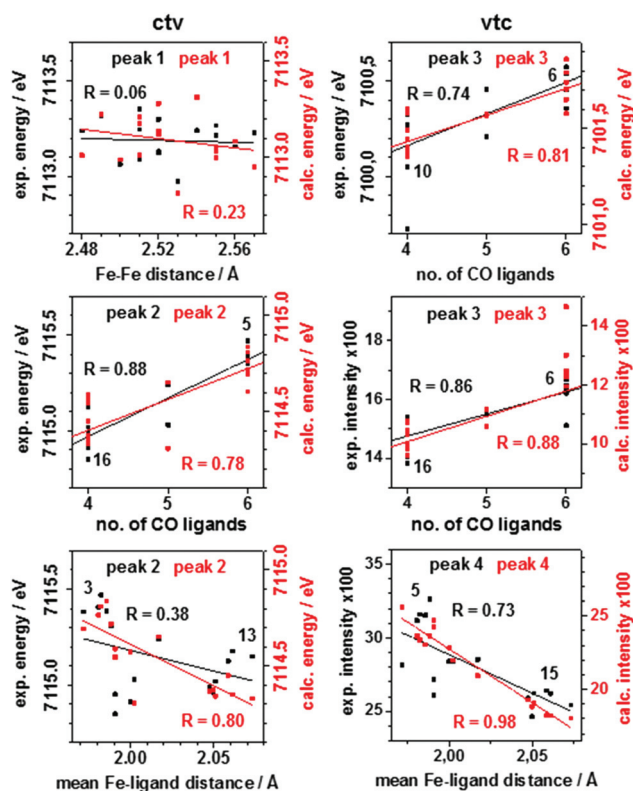 ctv
vtc
peak 1 peak 1
R = 0.06
R = 0.23
7113.5
7113.0
exp. energy / eV
7113.5
7113.0
calc. energy / eV
2.48 2.52 2.56
Fe-Fe distance / Å
peak 3 peak 3
R = 0.74
R = 0.81
6
10
7100,5
7100,0
exp. energy / eV
7101,5
7101,0
calc. energy / eV
4 5 6
no. of CO ligands
peak 2 peak 2
5
R = 0.88
R = 0.78
16
7115.5
7115.0
exp. energy / eV
7115.0
7114.5
calc. energy / eV
4 5 6
no. of CO ligands
peak 3 peak 3
R = 0.86
R = 0.88
6
16
18
16
14
exp. intensity x100
14
12
10
calc. intensity x100
4 5 6
no. of CO ligands
peak 2 peak 2
3
R = 0.38
13
R = 0.80
7115.5
7115.0
exp. energy / eV
7115.0
7114.5
calc. energy / eV
2.00 2.05
mean Fe-ligand distance / Å
peak 4 peak 4
5
R = 0.73
15
R = 0.98
35
30
25
exp. intensity x100
25
20
calc. intensity x100
2.00 2.05
mean Fe-ligand distance / Å